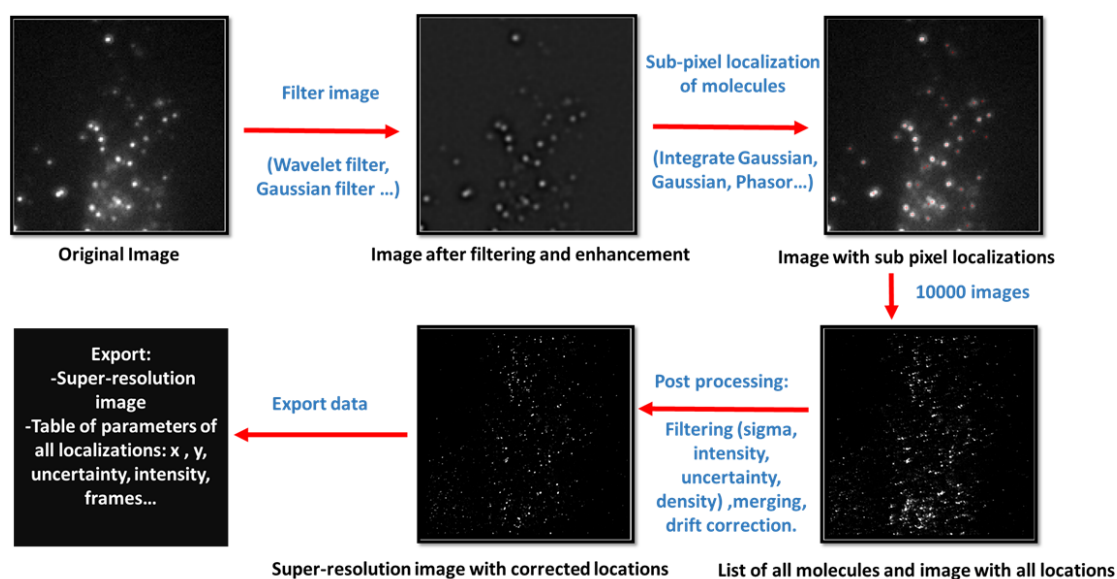 Filter image
(Wavelet filter,
Gaussian filter ...)
Sub-pixel localization
of molecules
(Integrate Gaussian,
Gaussian, Phasor...)
Original Image
Image after filtering and enhancement
Image with sub pixel localizations
10000 images
Post processing:
Filtering (sigma,
intensity,
uncertainty,
density) ,merging,
drift correction.
Export data
Export:
-Super-resolution
image
-Table of parameters of
all localizations: x , y,
uncertainty, intensity,
frames...
Super-resolution image with corrected locations
List of all molecules and image with all locations